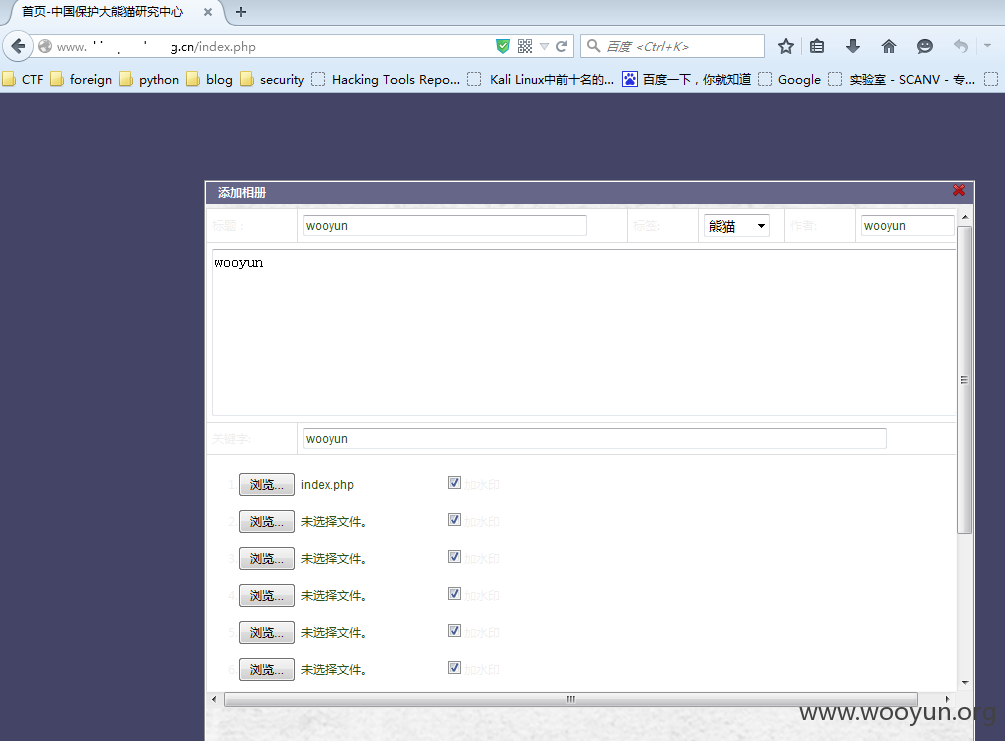 首页-中国保护大熊猫研究中心
www. g.cn/index.php
百度 <Ctrl+K>
CTF foreign python blog security Hacking Tools Repo... Kali Linux中前十名的... 百度一下，你就知道 Google 实验室 - SCANV - 专...
添加相册
标题： wooyun 标签: 熊猫 作者: wooyun
wooyun
关键字: wooyun
1. 浏览... index.php 加水印
2. 浏览... 未选择文件。 加水印
3. 浏览... 未选择文件。 加水印
4. 浏览... 未选择文件。 加水印
5. 浏览... 未选择文件。 加水印
6. 浏览... 未选择文件。 加水印
www.wooyun.org